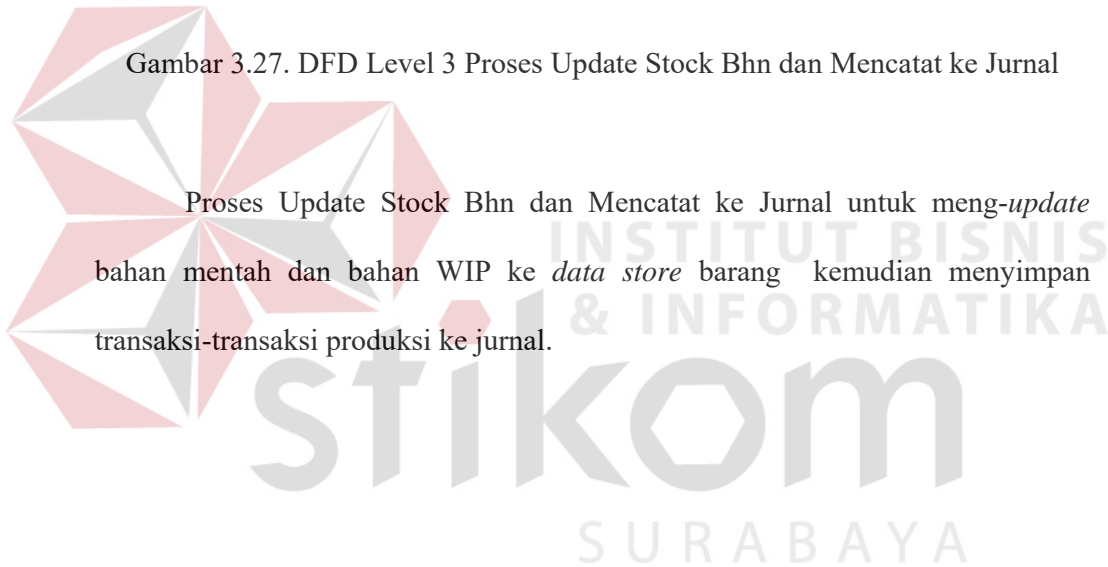 Gambar 3.27. DFD Level 3 Proses Update Stock Bhn dan Mencatat ke Jurnal
Proses Update Stock Bhn dan Mencatat ke Jurnal untuk meng-update
bahan mentah dan bahan WIP ke data store barang kemudian menyimpan
transaksi-transaksi produksi ke jurnal.
INSTITUT BISNIS
& INFORMATIKA
stikom
SURABAYA